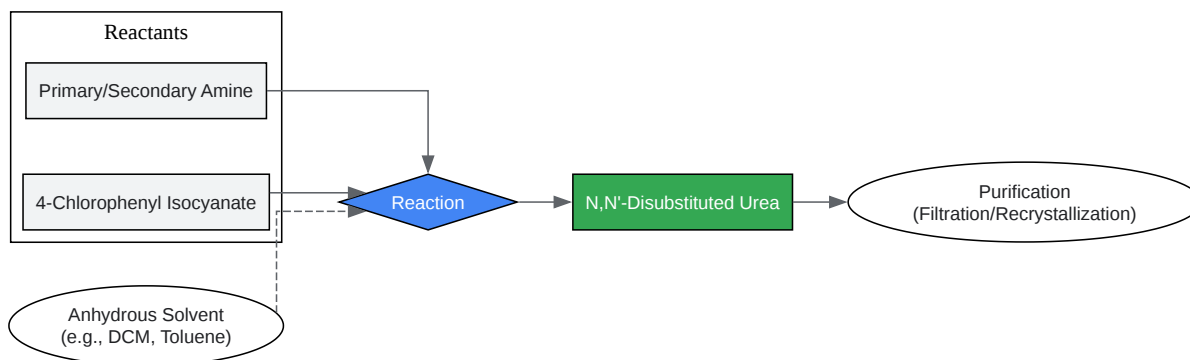 Reactants
Primary/Secondary Amine
4-Chlorophenyl Isocyanate
Reaction
N,N'-Disubstituted Urea
Purification
(Filtration/Recrystallization)
Anhydrous Solvent
(e.g., DCM, Toluene)